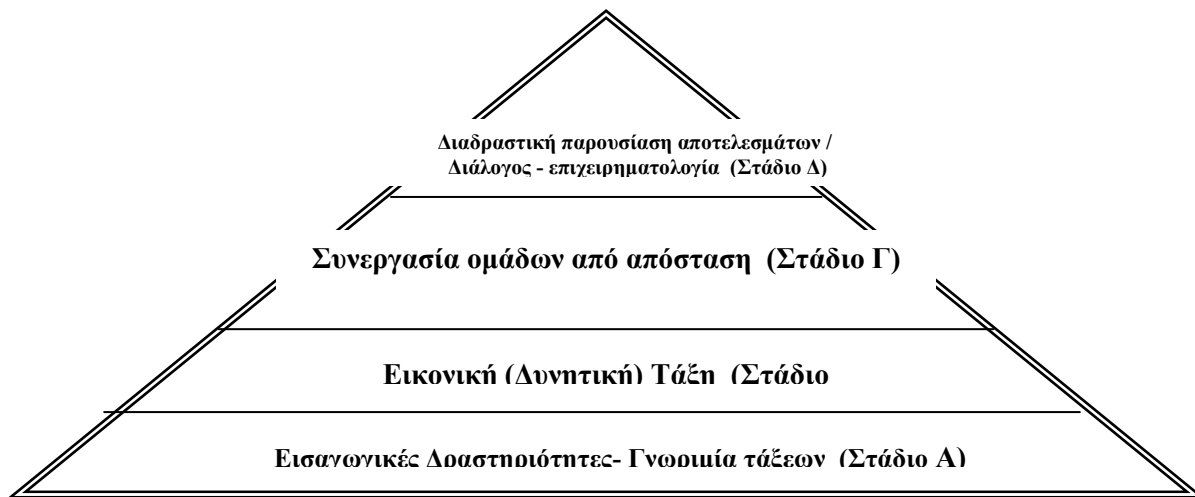 Διαδραστική παρουσίαση αποτελεσμάτων /
Διάλογος - επιχειρηματολογία (Στάδιο Δ)
Συνεργασία ομάδων από απόσταση (Στάδιο Γ)
Εικονική (Δυνητική) Τάξη (Στάδιο
Εισαγωγικές Δραστηριότητες- Γνωριμία τάξεων (Στάδιο Α)